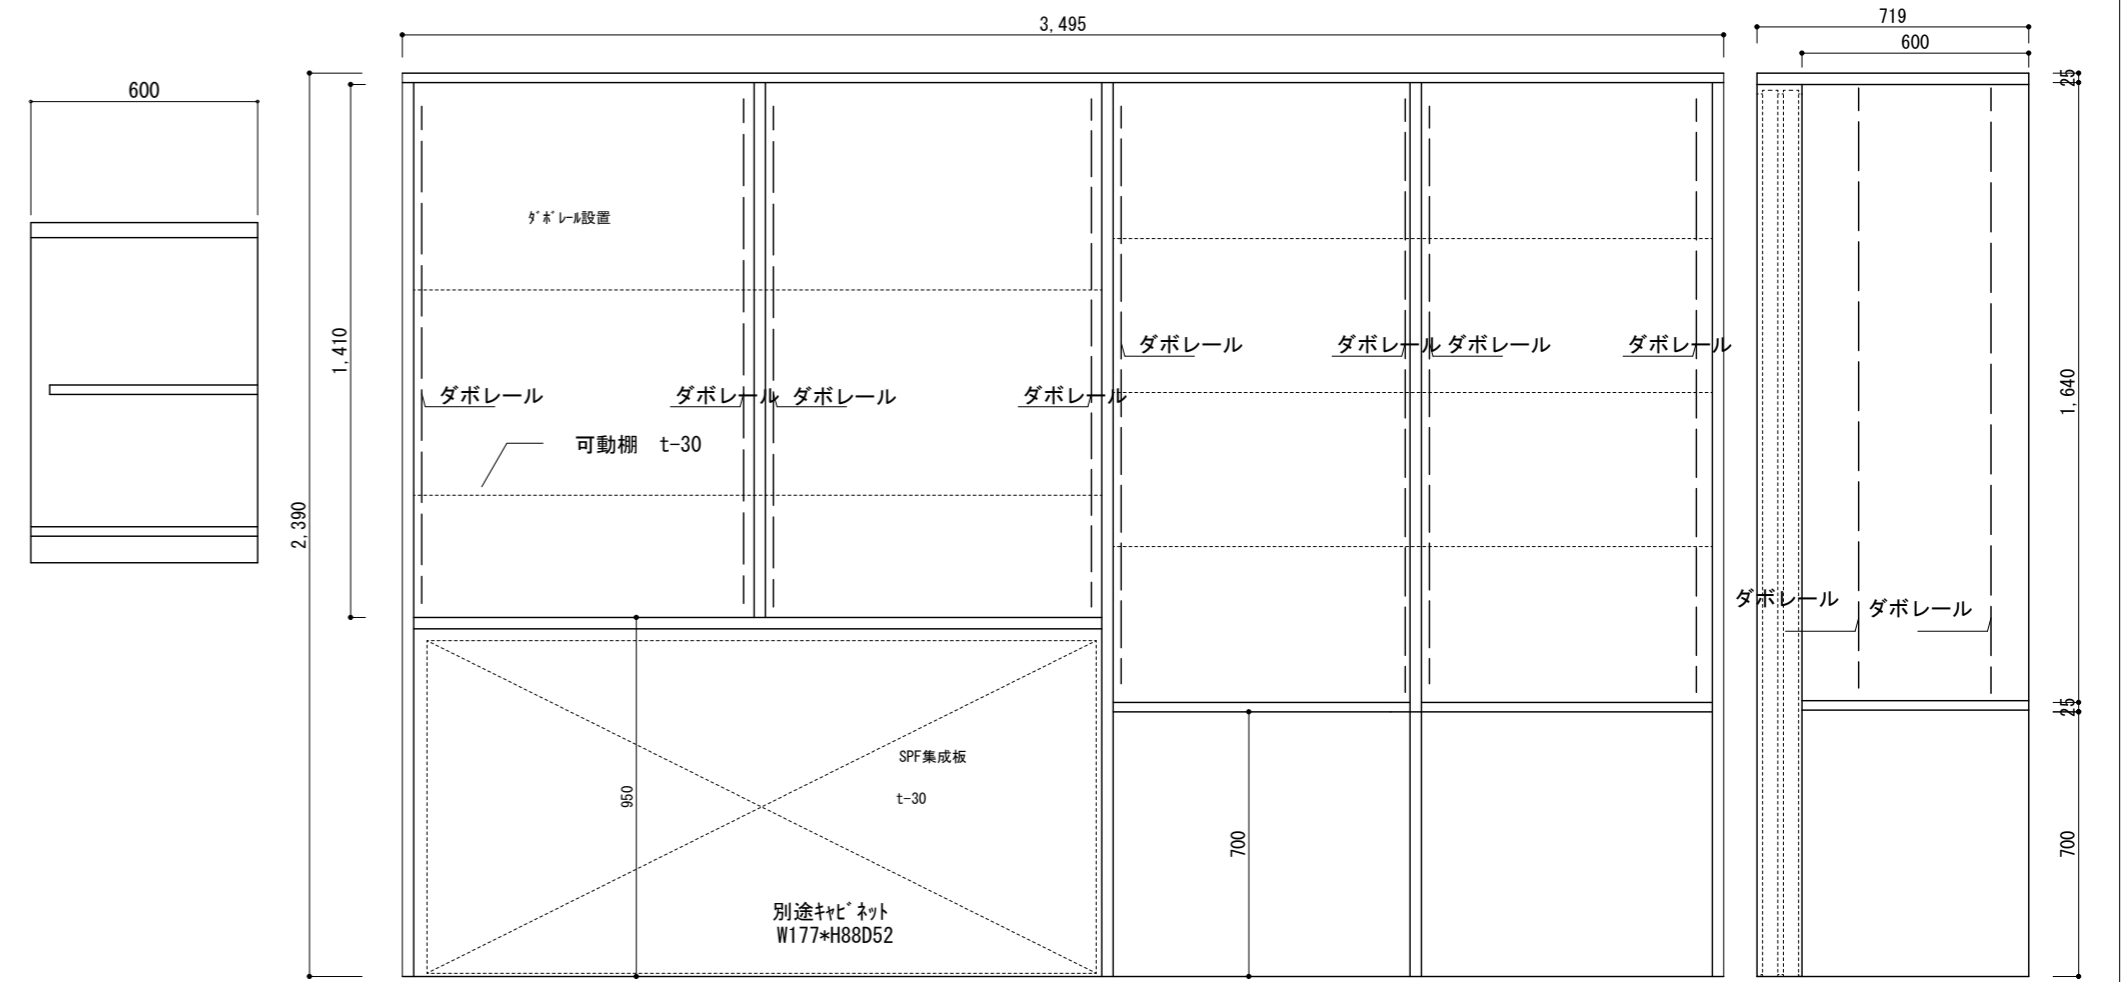 3,495
719
600
600
25
ﾀﾞﾎﾞﾚｰﾙ設置
1,410
ダボレール
ダボレール
ダボレール
ダボレール
ダボレール
ダボレール
ダボレール
ダボレール
1,640
可動棚 t-30
2,390
ダボレール
ダボレール
25
SPF集成板
t-30
950
700
700
別途ｷｬﾋﾞﾈｯﾄ
W177*H88D52